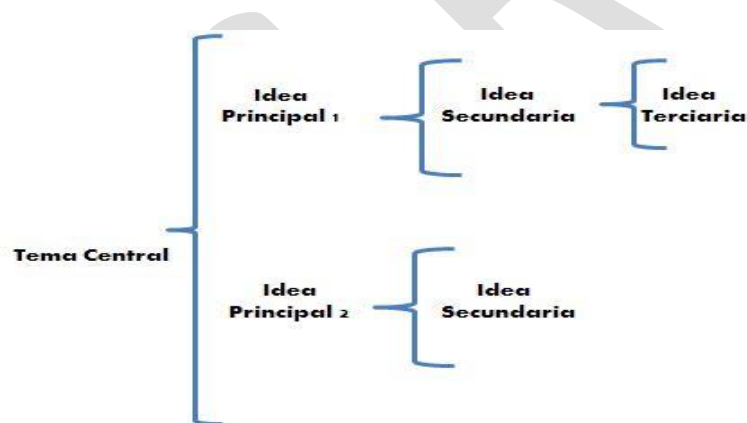 Idea
Principal 1
Idea
Secundaria
Idea
Terciaria
Tema Central
Idea
Principal 2
Idea
Secundaria